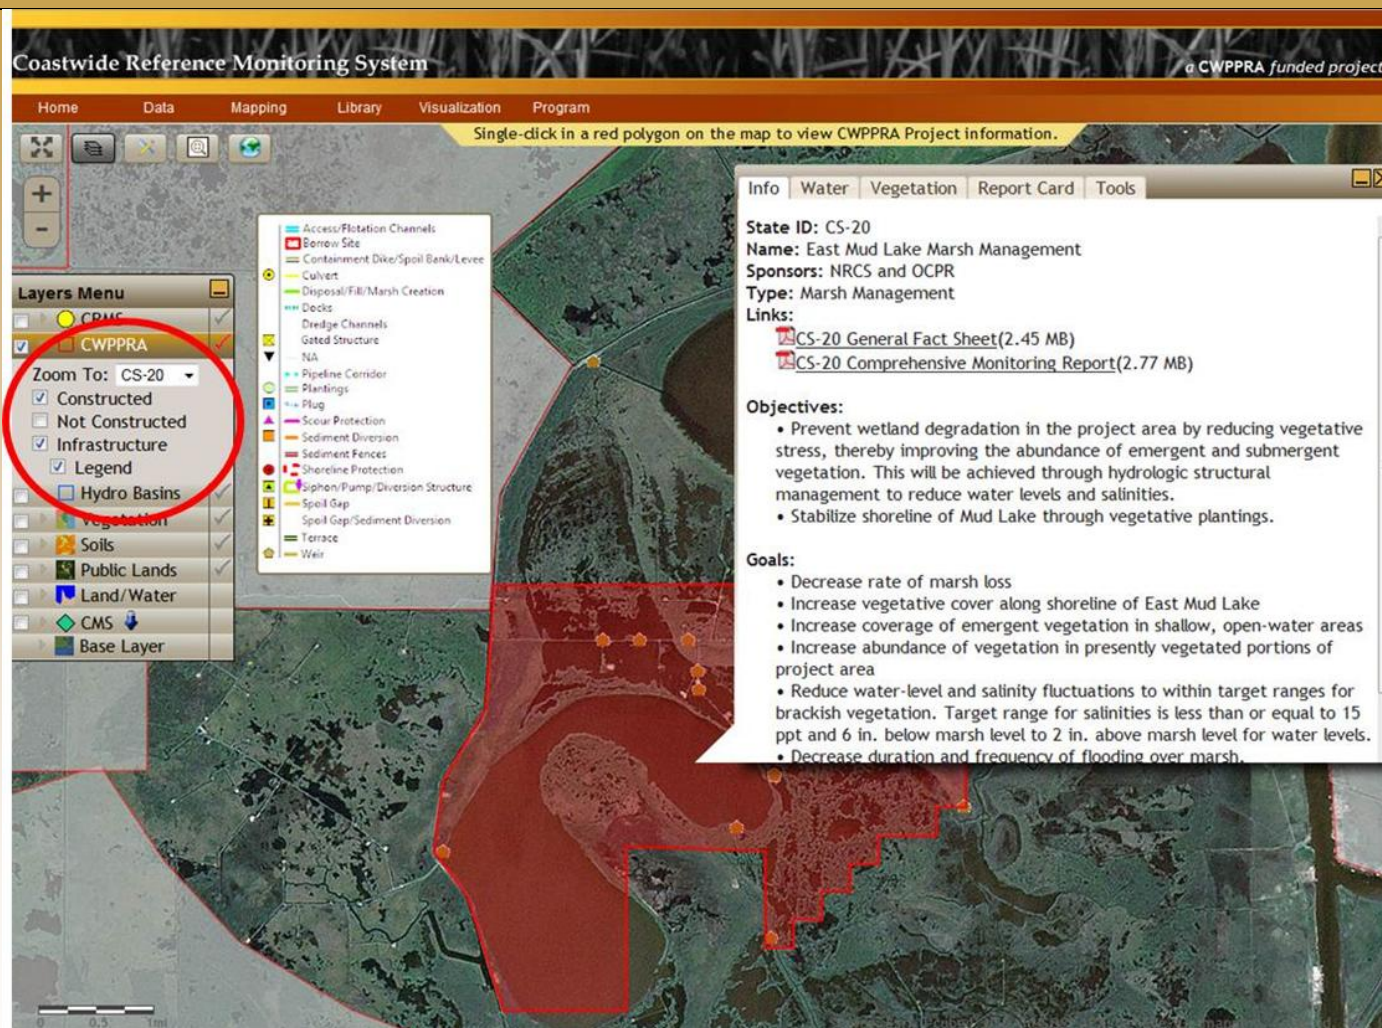 Coastwide Reference Monitoring System
a CWPPRA funded project
Home Data Mapping Library Visualization Program
Single-click in a red polygon on the map to view CWPPRA Project information.
+
-
Layers Menu
CRMS
CWPPRA
Zoom To: CS-20
Constructed
Not Constructed
Infrastructure
Legend
Hydro Basins
Vegetation
Soils
Public Lands
Land/Water
CMS
Base Layer
Access/Flotation Channels
Borrow Site
Containment Dike/Spoil Bank/Levee
Culvert
Disposal/Fill/Marsh Creation
Docks
Dredge Channels
Gated Structure
NA
Pipeline Corridor
Plantings
Plug
Scour Protection
Sediment Diversion
Sediment Fences
Shoreline Protection
Siphon/Pump/Diversion Structure
Spoil Gap
Spoil Gap/Sediment Diversion
Terrace
Weir
Info Water Vegetation Report Card Tools
State ID: CS-20
Name: East Mud Lake Marsh Management
Sponsors: NRCS and OCPR
Type: Marsh Management
Links:
CS-20 General Fact Sheet(2.45 MB)
CS-20 Comprehensive Monitoring Report(2.77 MB)
Objectives:
• Prevent wetland degradation in the project area by reducing vegetative
stress, thereby improving the abundance of emergent and submergent
vegetation. This will be achieved through hydrologic structural
management to reduce water levels and salinities.
• Stabilize shoreline of Mud Lake through vegetative plantings.
Goals:
• Decrease rate of marsh loss
• Increase vegetative cover along shoreline of East Mud Lake
• Increase coverage of emergent vegetation in shallow, open-water areas
• Increase abundance of vegetation in presently vegetated portions of
project area
• Reduce water-level and salinity fluctuations to within target ranges for
brackish vegetation. Target range for salinities is less than or equal to 15
ppt and 6 in. below marsh level to 2 in. above marsh level for water levels.
• Decrease duration and frequency of flooding over marsh.
0 0.5 1mi